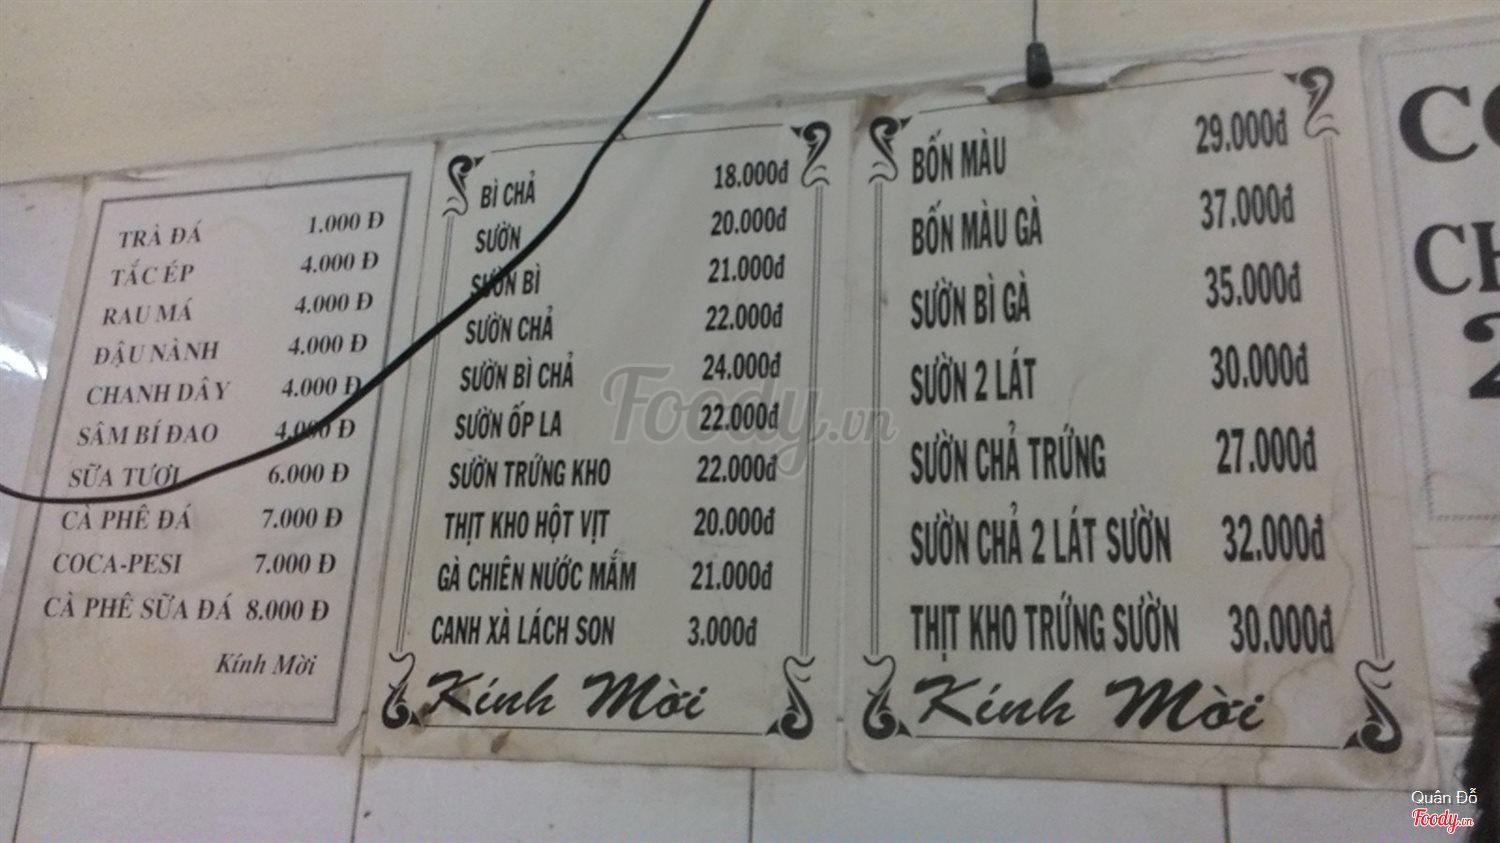 TRÀ ĐÁ 1.000 Đ
TẮC ÉP 4.000 Đ
RAU MÁ 4.000 Đ
ĐẬU NÀNH 4.000 Đ
CHANH DÂY 4.000 Đ
SÂM BÍ ĐAO 4.000 Đ
SỮA TƯƠI 6.000 Đ
CÀ PHÊ ĐÁ 7.000 Đ
COCA-PESI 7.000 Đ
CÀ PHÊ SỮA ĐÁ 8.000 Đ
Kính Mời
BÌ CHẢ 18.000đ
SƯỜN 20.000đ
SƯỜN BÌ 21.000đ
SƯỜN CHẢ 22.000đ
SƯỜN BÌ CHẢ 24.000đ
SƯỜN ỐP LA 22.000đ
SƯỜN TRỨNG KHO 22.000đ
THỊT KHO HỘT VỊT 20.000đ
GÀ CHIÊN NƯỚC MẮM 21.000đ
CANH XÀ LÁCH SON 3.000đ
Kính Mời
BỐN MÀU 29.000đ
BỐN MÀU GÀ 37.000đ
SƯỜN BÌ GÀ 35.000đ
SƯỜN 2 LÁT 30.000đ
SƯỜN CHẢ TRỨNG 27.000đ
SƯỜN CHẢ 2 LÁT SƯỜN 32.000đ
THỊT KHO TRỨNG SƯỜN 30.000đ
Kính Mời
Foody.vn
Quân Đỗ
Foody.vn